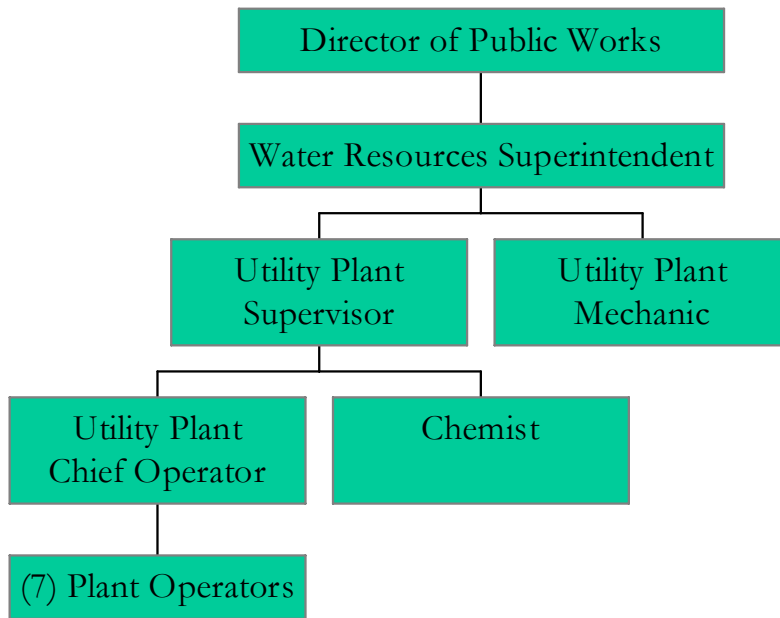 Director of Public Works
Water Resources Superintendent
Utility Plant
Supervisor
Utility Plant
Mechanic
Utility Plant
Chief Operator
Chemist
(7) Plant Operators